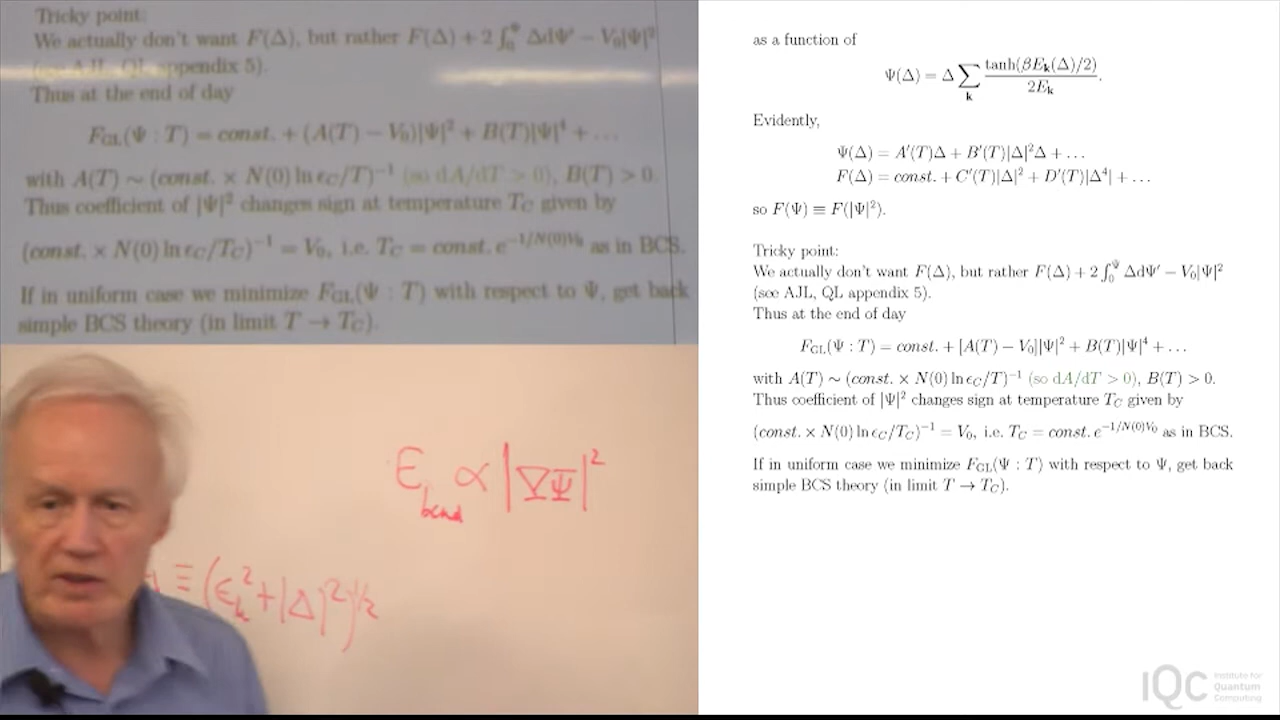 Tricky point:
We actually don't want F(Δ), but rather F(Δ) + 2 ∫₀^Ψ ΔdΨ′ − V₀|Ψ|²
(see AJL, QL appendix 5).
Thus at the end of day
F_GL(Ψ : T) = const. + (A(T) − V₀)|Ψ|² + B(T)|Ψ|⁴ + …
with A(T) ∼ (const. × N(0) ln ϵ_C/T)⁻¹ (so dA/dT > 0), B(T) > 0.
Thus coefficient of |Ψ|² changes sign at temperature T_C given by
(const. × N(0) ln ϵ_C/T_C)⁻¹ = V₀, i.e. T_C = const. e^{−1/N(0)V₀} as in BCS.
If in uniform case we minimize F_GL(Ψ : T) with respect to Ψ, get back
simple BCS theory (in limit T → T_C).
E_bend ∝ |∇Ψ|²
≡ (ϵ_k² + |Δ|²)^{1/2}
as a function of
Ψ(Δ) = Δ ∑_k tanh(βE_k(Δ)/2) / 2E_k.
Evidently,
Ψ(Δ) = A′(T)Δ + B′(T)|Δ|²Δ + …
F(Δ) = const. + C′(T)|Δ|² + D′(T)|Δ⁴| + …
so F(Ψ) ≡ F(|Ψ|²).
Tricky point:
We actually don't want F(Δ), but rather F(Δ) + 2 ∫₀^Ψ ΔdΨ′ − V₀|Ψ|²
(see AJL, QL appendix 5).
Thus at the end of day
F_GL(Ψ : T) = const. + [A(T) − V₀]|Ψ|² + B(T)|Ψ|⁴ + …
with A(T) ∼ (const. × N(0) ln ϵ_C/T)⁻¹ (so dA/dT > 0), B(T) > 0.
Thus coefficient of |Ψ|² changes sign at temperature T_C given by
(const. × N(0) ln ϵ_C/T_C)⁻¹ = V₀, i.e. T_C = const. e^{−1/N(0)V₀} as in BCS.
If in uniform case we minimize F_GL(Ψ : T) with respect to Ψ, get back
simple BCS theory (in limit T → T_C).
IQC Institute for
Quantum
Computing